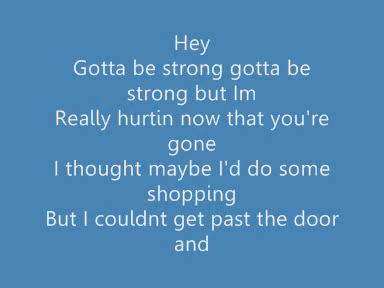 Hey
Gotta be strong gotta be
strong but Im
Really hurtin now that you're
gone
I thought maybe I'd do some
shopping
But I couldnt get past the door
and